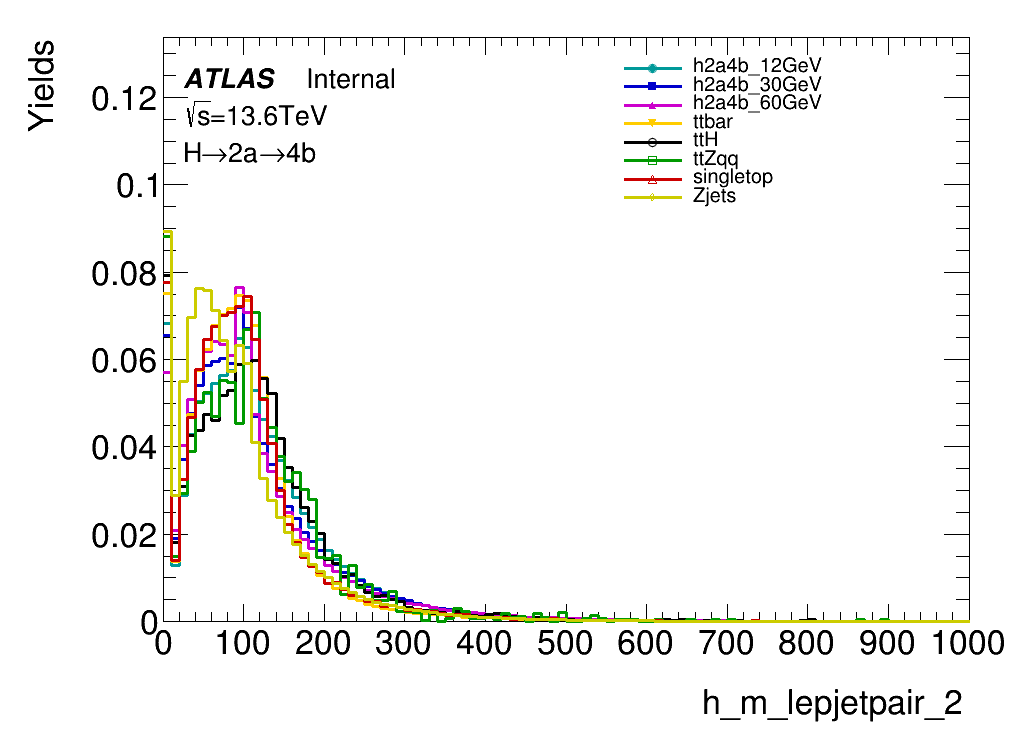 Yields
ATLAS Internal
√s=13.6TeV
H→2a→4b
h2a4b_12GeV
h2a4b_30GeV
h2a4b_60GeV
ttbar
ttH
ttZqq
singletop
Zjets
0.12
0.1
0.08
0.06
0.04
0.02
0
0 100 200 300 400 500 600 700 800 900 1000
h_m_lepjetpair_2